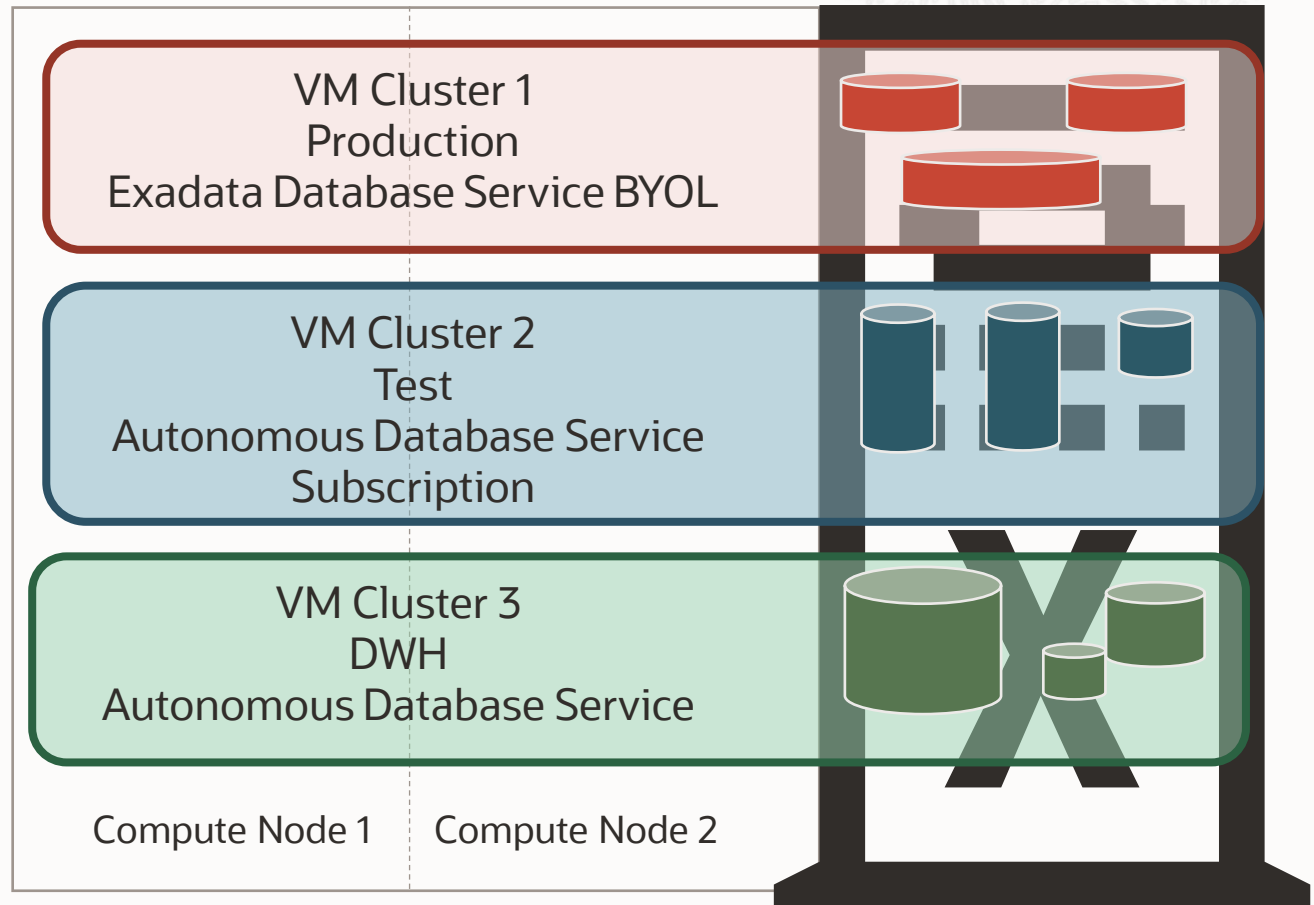 VM Cluster 1
Production
Exadata Database Service BYOL
VM Cluster 2
Test
Autonomous Database Service
Subscription
VM Cluster 3
DWH
Autonomous Database Service
Compute Node 1
Compute Node 2
X